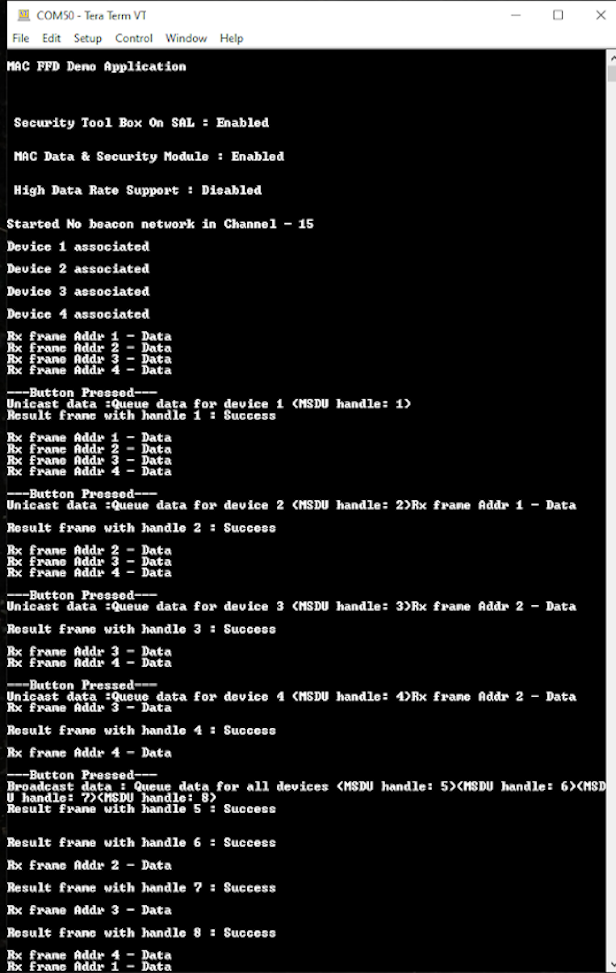 COM50 - Tera Term VT
File Edit Setup Control Window Help
MAC FFD Demo Application
Security Tool Box On SAL : Enabled
MAC Data & Security Module : Enabled
High Data Rate Support : Disabled
Started No beacon network in Channel - 15
Device 1 associated
Device 2 associated
Device 3 associated
Device 4 associated
Rx frame Addr 1 - Data
Rx frame Addr 2 - Data
Rx frame Addr 3 - Data
Rx frame Addr 4 - Data
---Button Pressed---
Unicast data :Queue data for device 1 (MSDU handle: 1)
Result frame with handle 1 : Success
Rx frame Addr 1 - Data
Rx frame Addr 2 - Data
Rx frame Addr 3 - Data
Rx frame Addr 4 - Data
---Button Pressed---
Unicast data :Queue data for device 2 (MSDU handle: 2)Rx frame Addr 1 - Data
Result frame with handle 2 : Success
Rx frame Addr 2 - Data
Rx frame Addr 3 - Data
Rx frame Addr 4 - Data
---Button Pressed---
Unicast data :Queue data for device 3 (MSDU handle: 3)Rx frame Addr 2 - Data
Result frame with handle 3 : Success
Rx frame Addr 3 - Data
Rx frame Addr 4 - Data
---Button Pressed---
Unicast data :Queue data for device 4 (MSDU handle: 4)Rx frame Addr 2 - Data
Rx frame Addr 3 - Data
Result frame with handle 4 : Success
Rx frame Addr 4 - Data
---Button Pressed---
Broadcast data : Queue data for all devices (MSDU handle: 5)(MSDU handle: 6)(MSD
U handle: 7)(MSDU handle: 8)
Result frame with handle 5 : Success
Result frame with handle 6 : Success
Rx frame Addr 2 - Data
Result frame with handle 7 : Success
Rx frame Addr 3 - Data
Result frame with handle 8 : Success
Rx frame Addr 4 - Data
Rx frame Addr 1 - Data